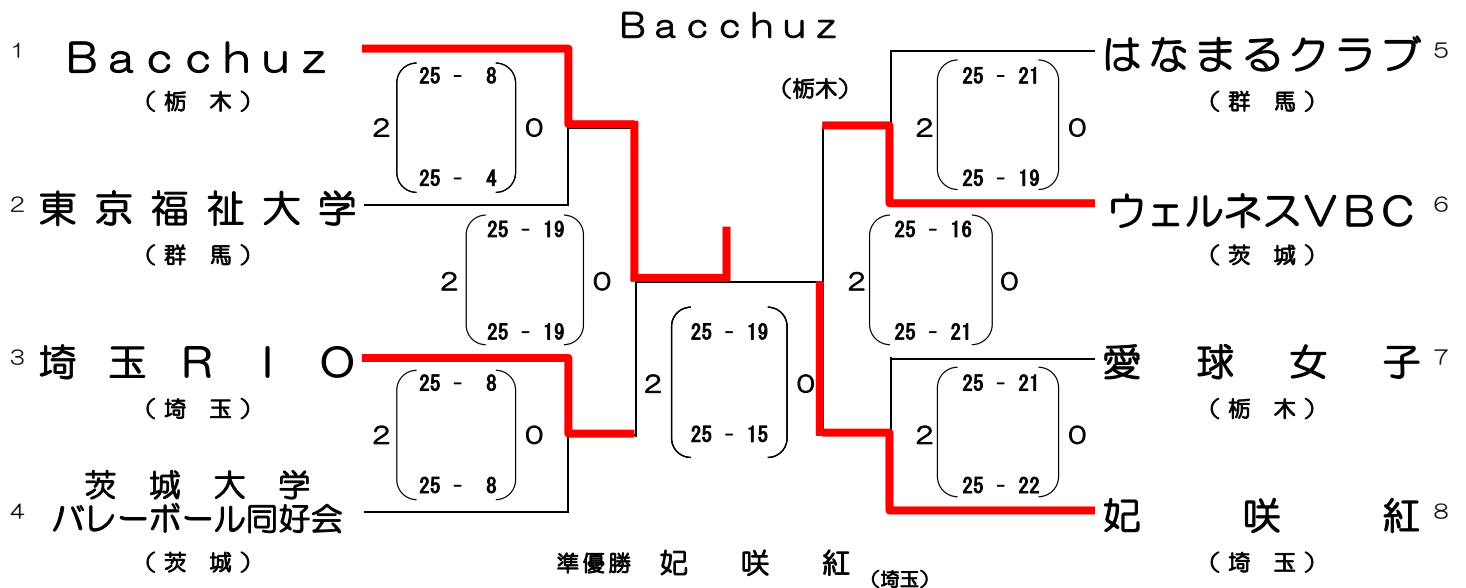 Bacchuz
(栃木)
1 Bacchuz
(栃 木)
25 - 8
2 0
25 - 4
2 東京福祉大学
(群 馬)
25 - 19
2 0
25 - 19
3 埼玉RIO
(埼 玉)
25 - 8
2 0
25 - 8
4 茨城大学
バレーボール同好会
(茨 城)
25 - 19
2 0
25 - 15
はなまるクラブ 5
(群 馬)
25 - 21
2 0
25 - 19
ウェルネスVBC 6
(茨 城)
25 - 16
2 0
25 - 21
愛球女子 7
(栃 木)
25 - 21
2 0
25 - 22
妃咲紅 8
(埼 玉)
準優勝 妃咲紅 (埼玉)